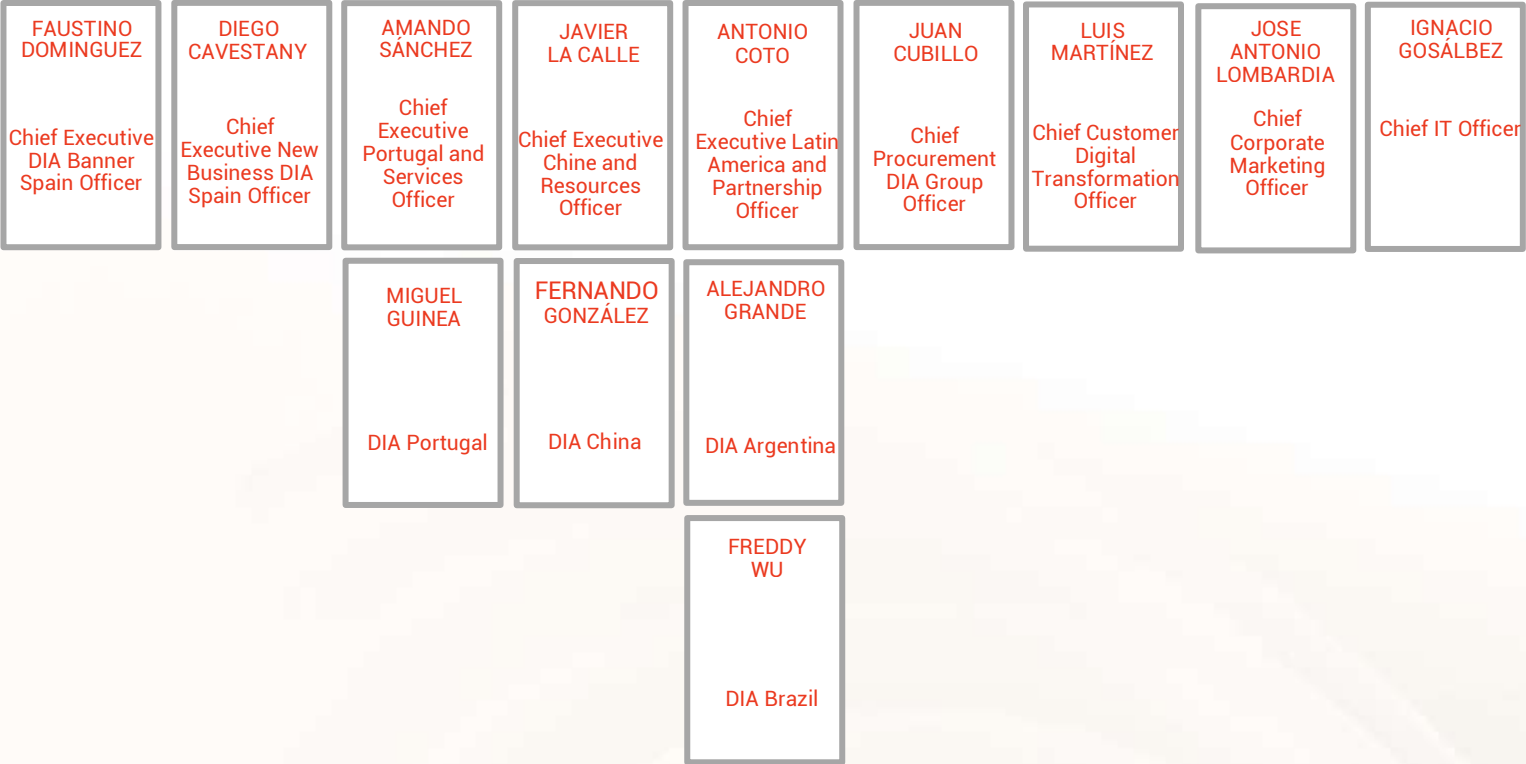 FAUSTINO
DOMINGUEZ
Chief Executive
DIA Banner
Spain Officer
DIEGO
CAVESTANY
Chief
Executive New
Business DIA
Spain Officer
AMANDO
SÁNCHEZ
Chief
Executive
Portugal and
Services
Officer
JAVIER
LA CALLE
Chief Executive
Chine and
Resources
Officer
ANTONIO
COTO
Chief
Executive Latin
America and
Partnership
Officer
JUAN
CUBILLO
Chief
Procurement
DIA Group
Officer
LUIS
MARTÍNEZ
Chief Customer
Digital
Transformation
Officer
JOSE
ANTONIO
LOMBARDIA
Chief
Corporate
Marketing
Officer
IGNACIO
GOSÁLBEZ
Chief IT Officer
MIGUEL
GUINEA
DIA Portugal
FERNANDO
GONZÁLEZ
DIA China
ALEJANDRO
GRANDE
DIA Argentina
FREDDY
WU
DIA Brazil